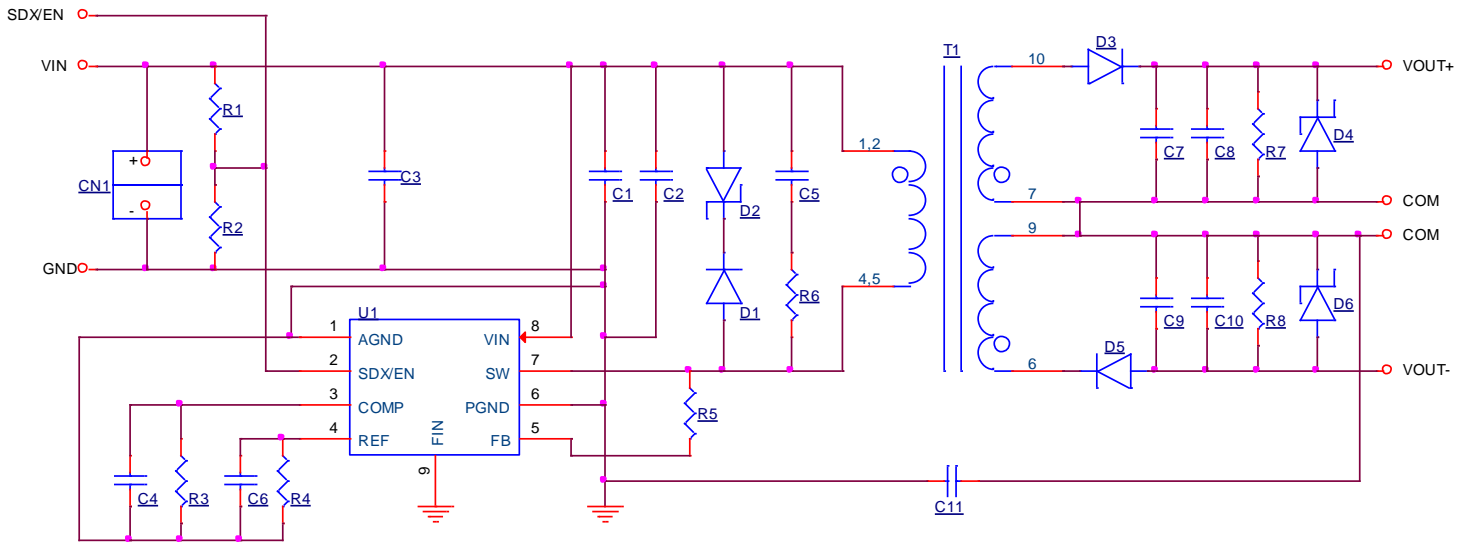 SDX/EN
VIN
GND
CN1
+
-
R1
R2
C3
C1
C2
D2
D1
C5
R6
T1
1,2
4,5
10
7
9
6
D3
C7
C8
R7
D4
VOUT+
COM
COM
C9
C10
R8
D6
D5
VOUT-
U1
1 AGND
2 SDX/EN
3 COMP
4 REF
VIN 8
SW 7
PGND 6
FB 5
FIN
9
R5
C4
R3
C6
R4
C11